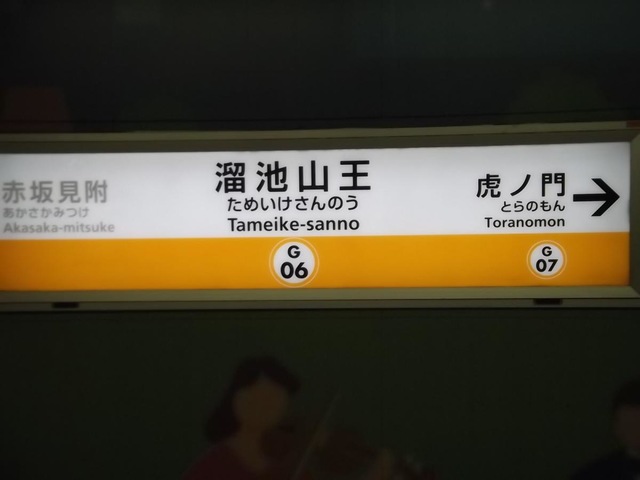 赤坂見附
あかさかみつけ
Akasaka-mitsuke
溜池山王
ためいけさんのう
Tameike-sanno
G
06
虎ノ門
とらのもん
Toranomon
G
07